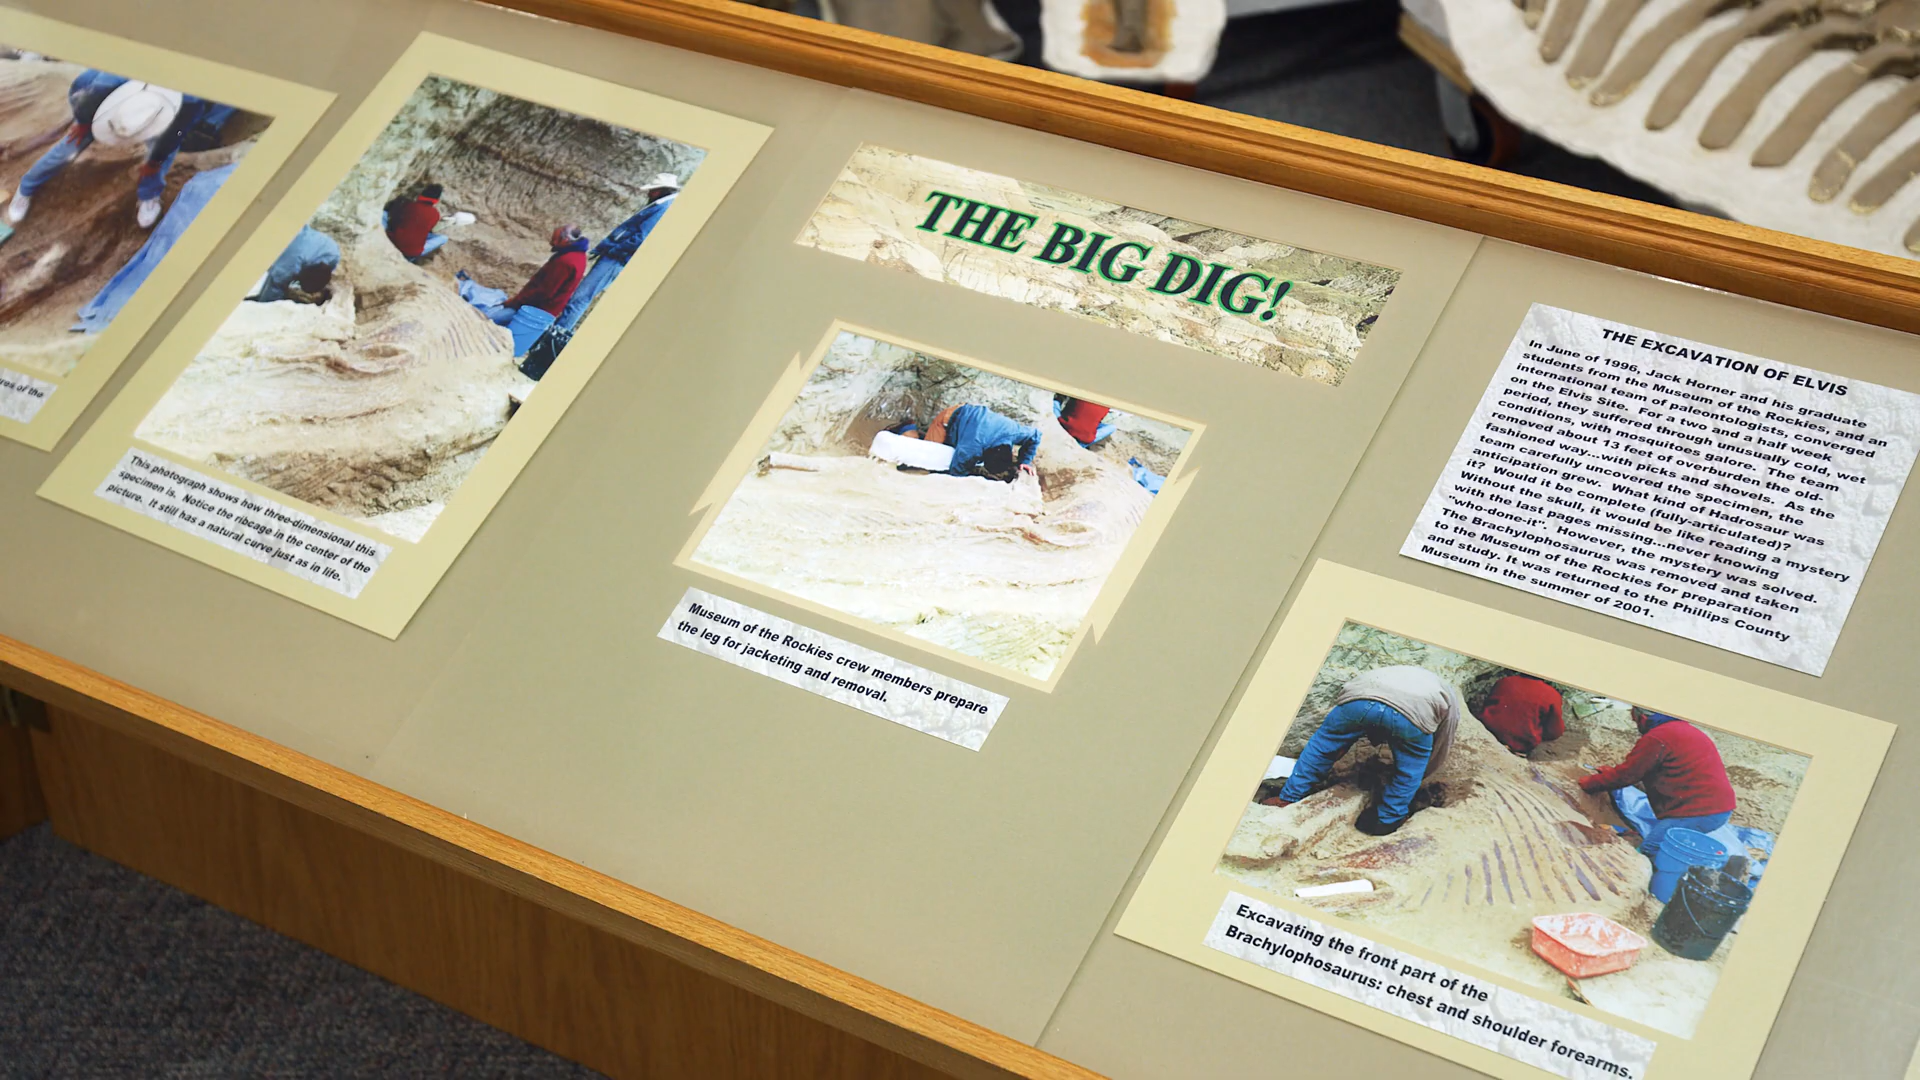 res of the
This photograph shows how three-dimensional this
specimen is. Notice the ribcage in the center of the
picture. It still has a natural curve just as in life.
THE BIG DIG!
Museum of the Rockies crew members prepare
the leg for jacketing and removal.
THE EXCAVATION OF ELVIS
In June of 1996, Jack Horner and his graduate
students from the Museum of the Rockies, and an
international team of paleontologists, converged
on the Elvis Site. For a two and a half week
period, they suffered through unusually cold, wet
conditions, with mosquitoes galore. The team
removed about 13 feet of overburden the old-
fashioned way...with picks and shovels. As the
team carefully uncovered the specimen, the
anticipation grew. What kind of Hadrosaur was
it? Would it be complete (fully-articulated)?
Without the skull, it would be like reading a mystery
with the last pages missing...never knowing
"who-done-it". However, the mystery was solved.
The Brachylophosaurus was removed and taken
to the Museum of the Rockies for preparation
and study. It was returned to the Phillips County
Museum in the summer of 2001.
Excavating the front part of the
Brachylophosaurus: chest and shoulder forearms.